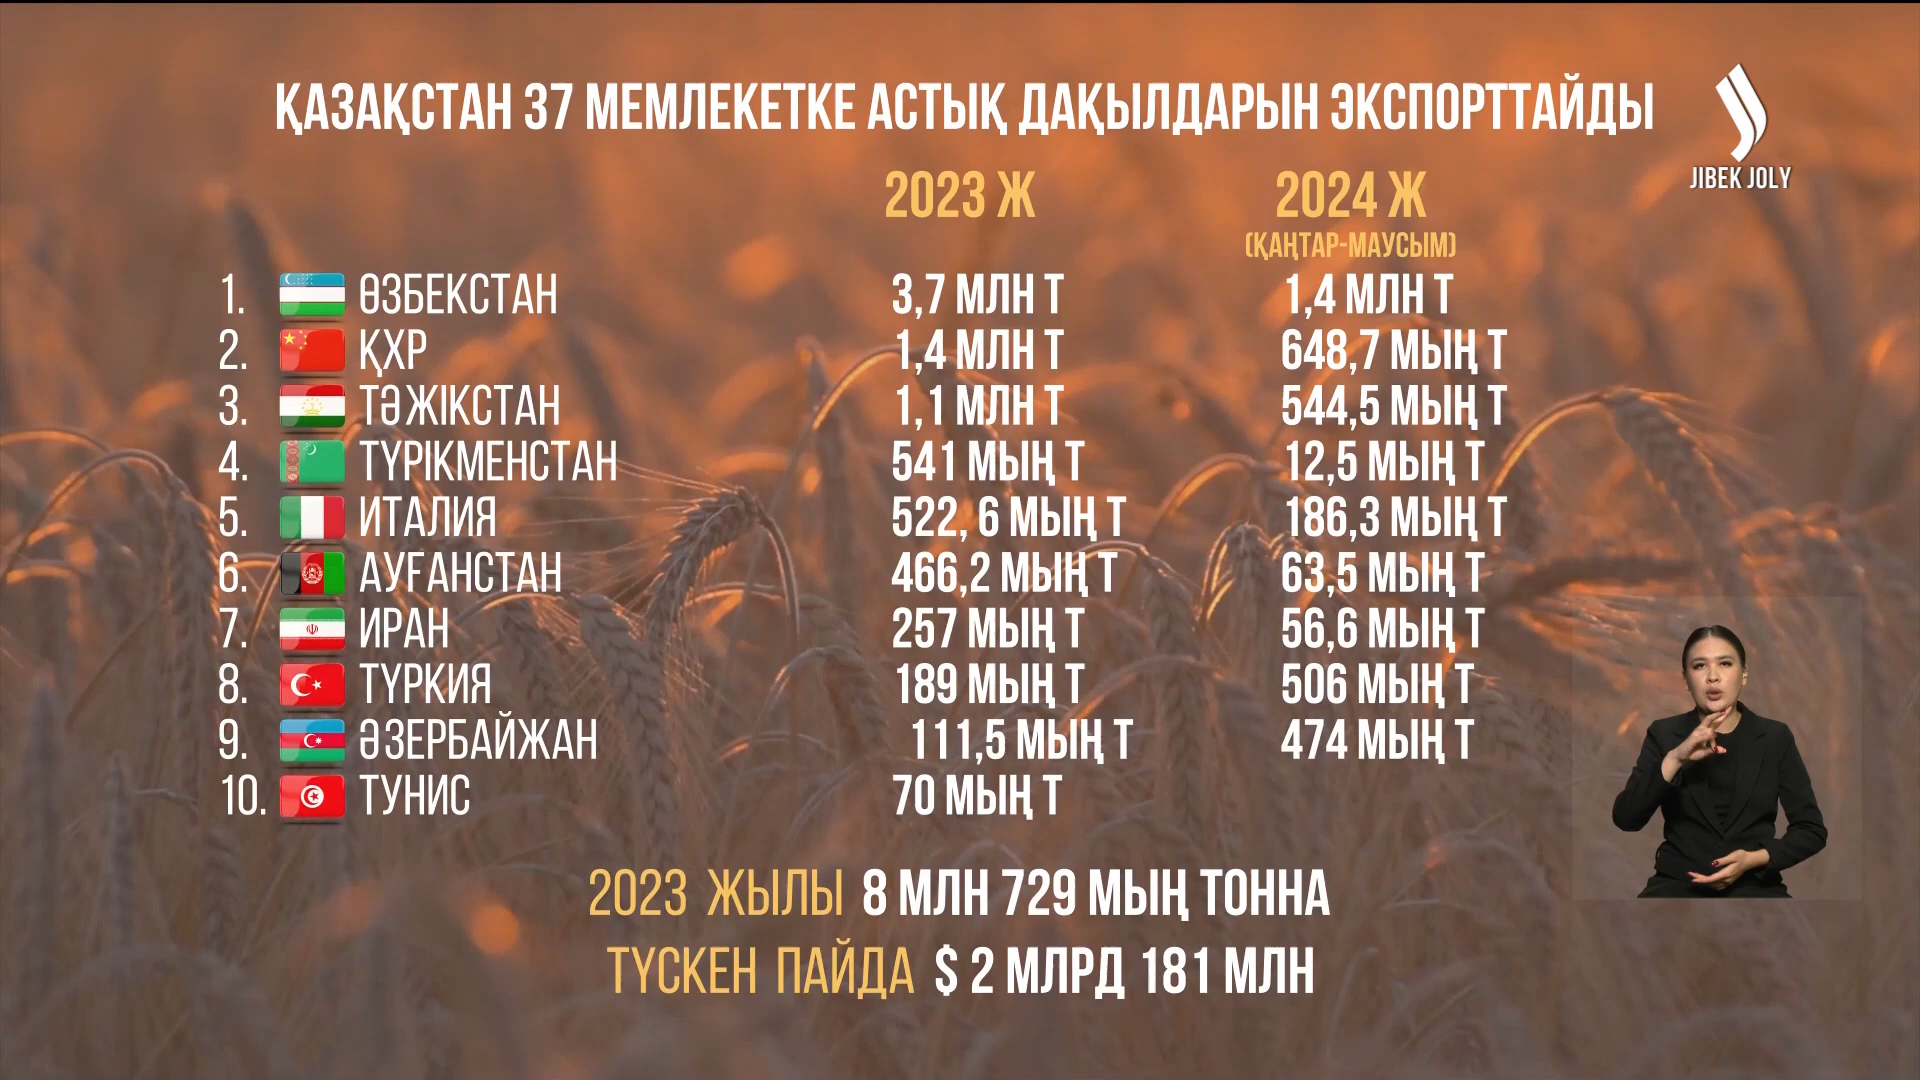 ҚАЗАҚСТАН 37 МЕМЛЕКЕТКЕ АСТЫҚ ДАҚЫЛДАРЫН ЭКСПОРТТАЙДЫ
JIBEK JOLY
2023 Ж 2024 Ж
(ҚАҢТАР-МАУСЫМ)
1. ӨЗБЕКСТАН 3,7 МЛН Т 1,4 МЛН Т
2. ҚХР 1,4 МЛН Т 648,7 МЫҢ Т
3. ТӘЖІКСТАН 1,1 МЛН Т 544,5 МЫҢ Т
4. ТҮРІКМЕНСТАН 541 МЫҢ Т 12,5 МЫҢ Т
5. ИТАЛИЯ 522, 6 МЫҢ Т 186,3 МЫҢ Т
6. АУҒАНСТАН 466,2 МЫҢ Т 63,5 МЫҢ Т
7. ИРАН 257 МЫҢ Т 56,6 МЫҢ Т
8. ТҮРКИЯ 189 МЫҢ Т 506 МЫҢ Т
9. ӘЗЕРБАЙЖАН 111,5 МЫҢ Т 474 МЫҢ Т
10. ТУНИС 70 МЫҢ Т
2023 ЖЫЛЫ 8 МЛН 729 МЫҢ ТОННА
ТҮСКЕН ПАЙДА $ 2 МЛРД 181 МЛН